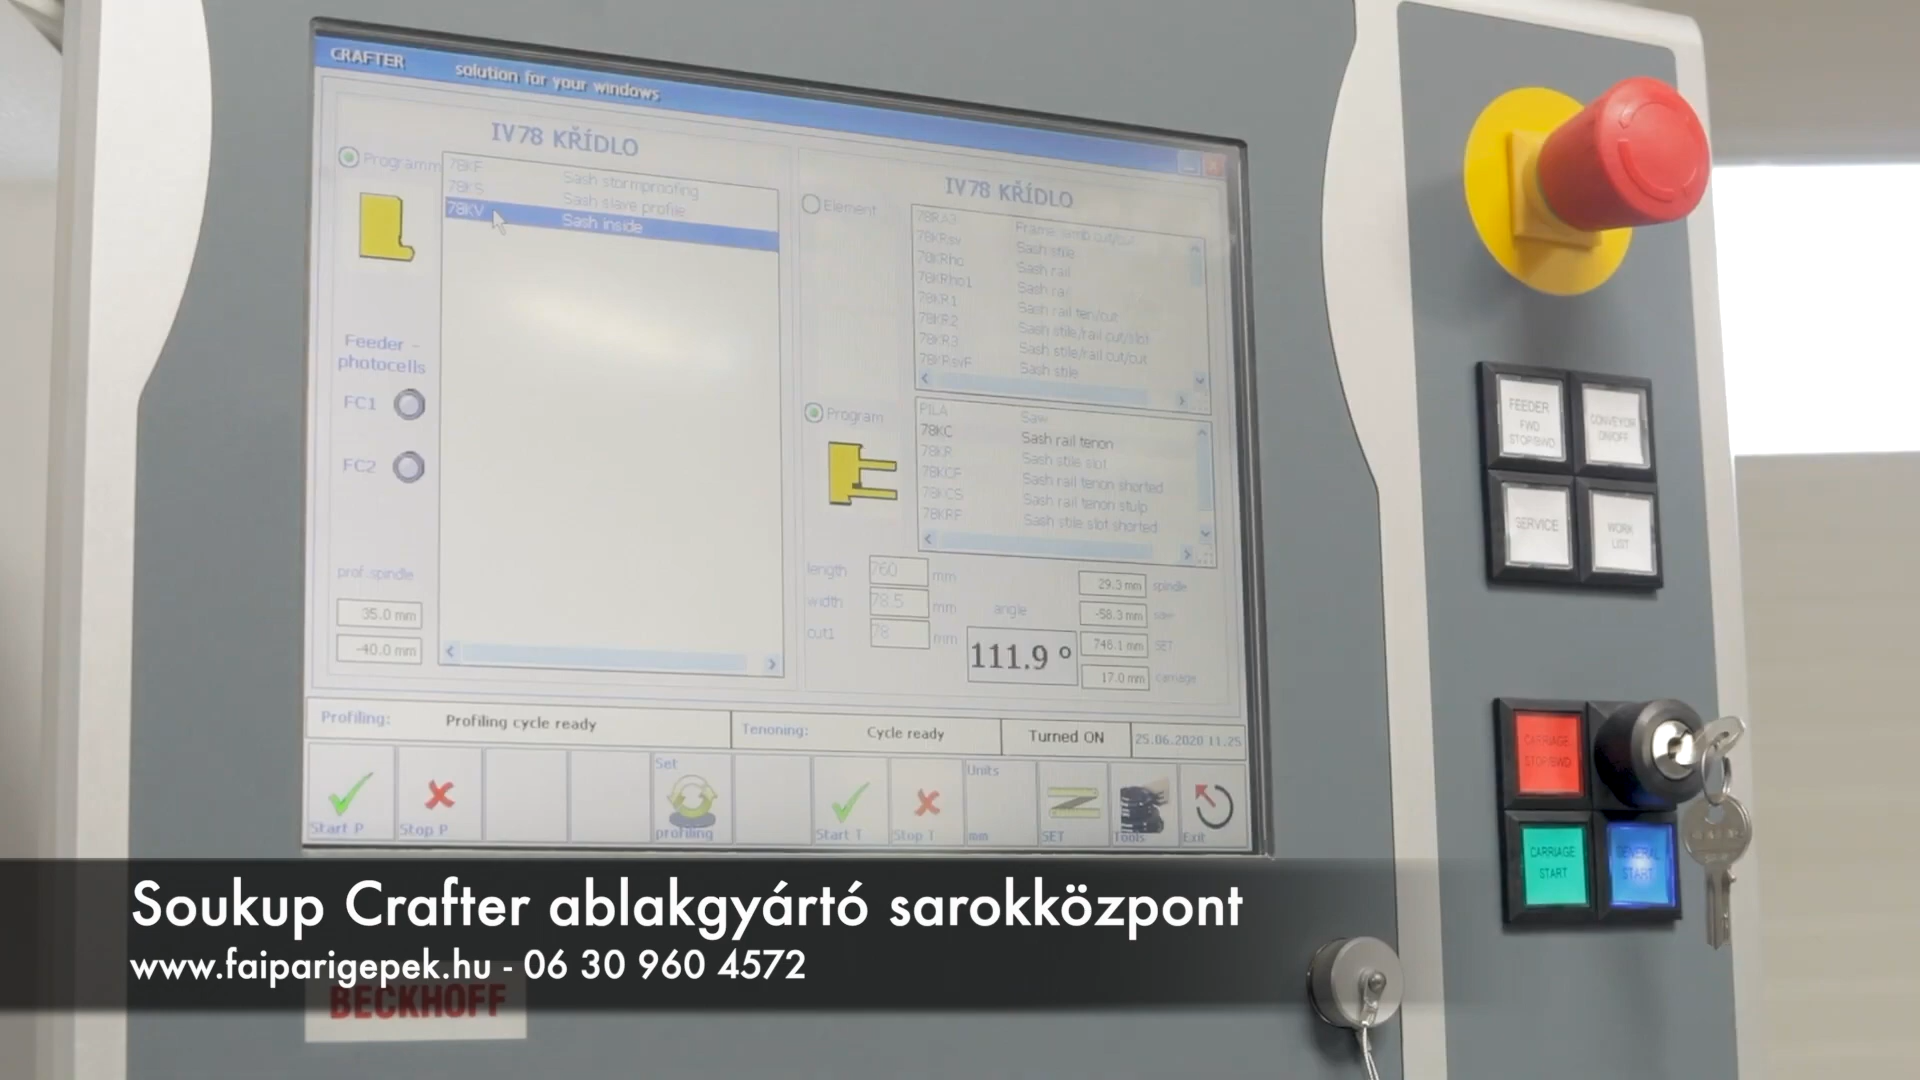 CRAFTER solution for your windows
IV78 KŘÍDLO
Programm
78KF Sash stormproofing
78KS Sash slave profile
78KV Sash inside
Feeder -
photocells
FC1
FC2
prof.spindle
35.0 mm
-40.0 mm
IV78 KŘÍDLO
Element
78RA3 Frame jamb cut/cut
78KRsv Sash stile
78KRho Sash rail
78KRho1 Sash rail
78KR1 Sash rail ten/cut
78KR2 Sash stile/rail cut/slot
78KR3 Sash stile/rail cut/cut
78KRsvF Sash stile
Program
PILA Saw
78KC Sash rail tenon
78KR Sash stile slot
78KCF Sash rail tenon shorted
78KCS Sash rail tenon stulp
78KRF Sash stile slot shorted
length 760 mm
width 78.5 mm
cut1 78 mm
angle
111.9 °
29.3 mm spindle
-58.3 mm saw
746.1 mm SET
17.0 mm carriage
Profiling: Profiling cycle ready
Tenoning: Cycle ready
Turned ON
25.06.2020 11.25
Start P
Stop P
Set
profiling
Start T
Stop T
Units
mm
SET
Tools
Exit
FEEDER
FWD
STOP/BWD
CONVEYOR
ON/OFF
SERVICE
WORK
LIST
CARRIAGE
STOP/BWD
CARRIAGE
START
GENERAL
START
Soukup Crafter ablakgyártó sarokközpont
www.faiparigepek.hu - 06 30 960 4572
BECKHOFF